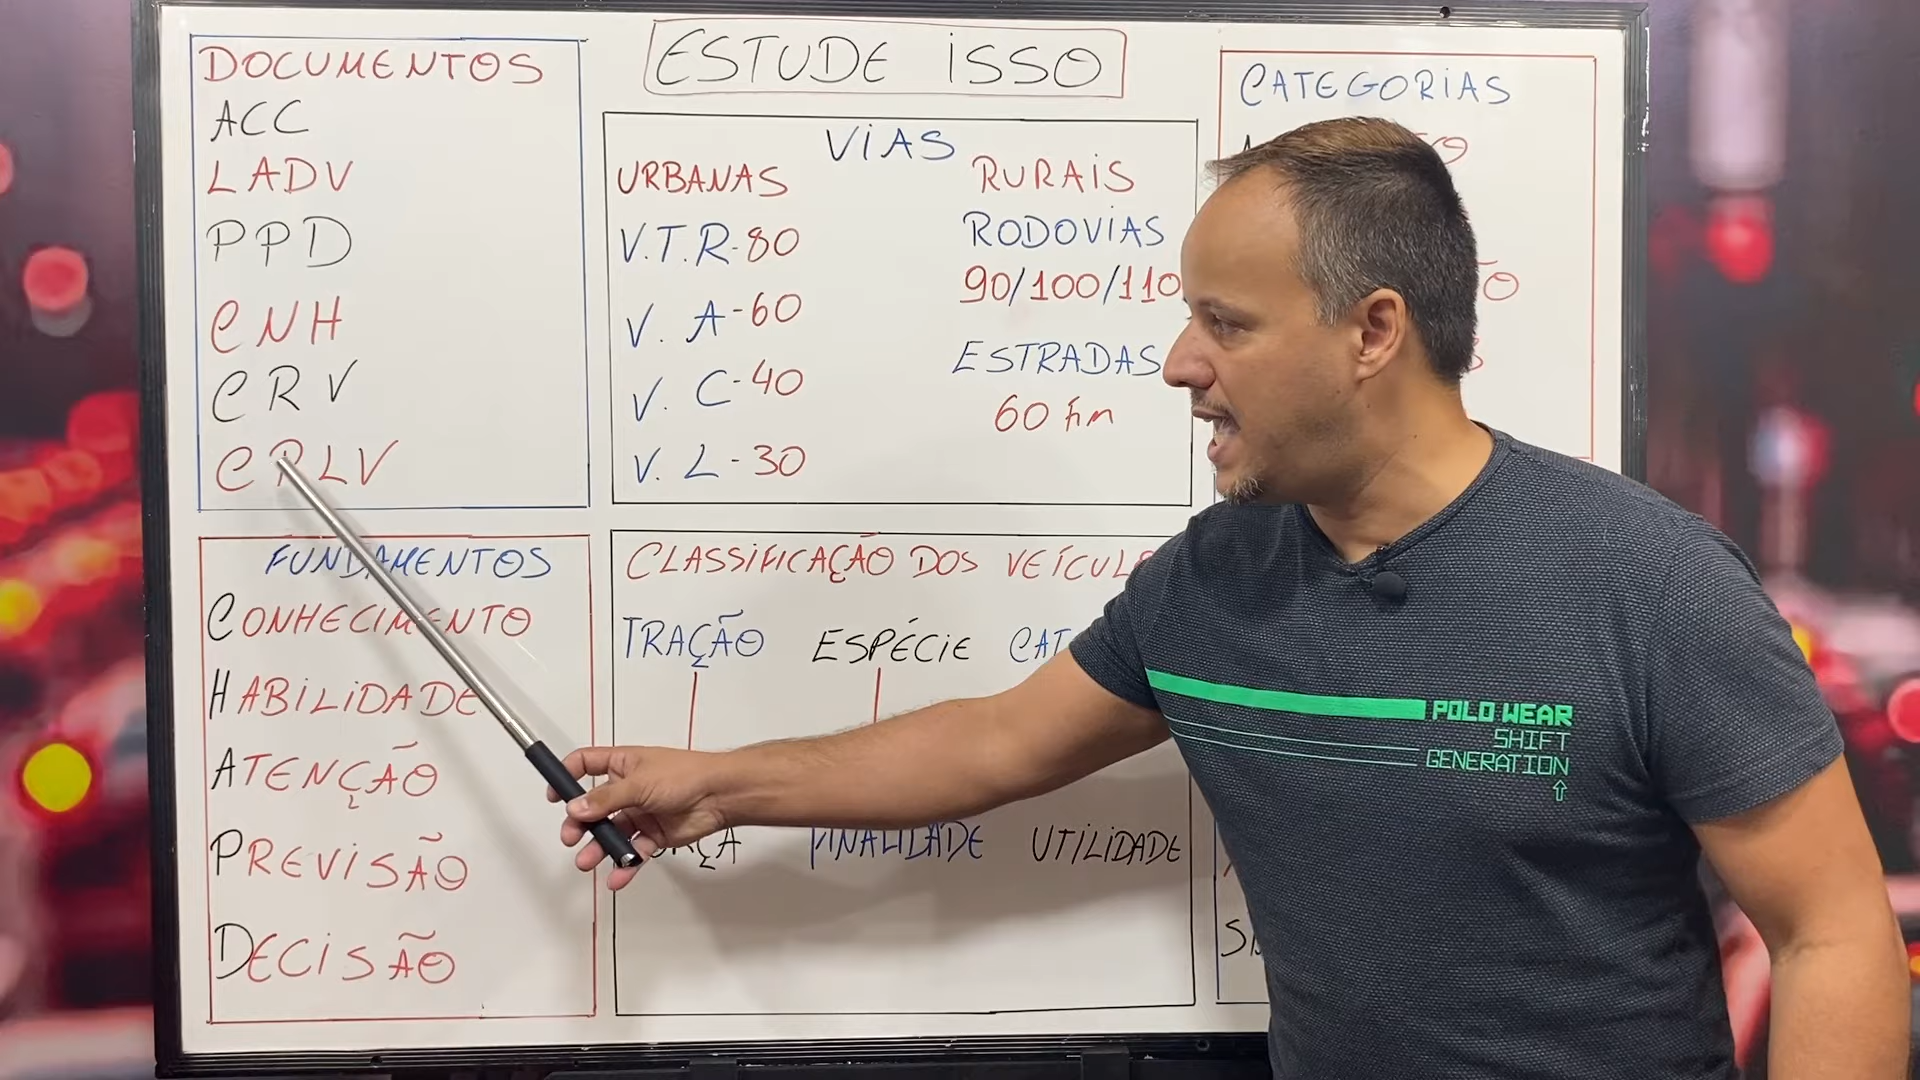 ESTUDE ISSO
DOCUMENTOS
ACC
LADV
PPD
CNH
CRV
CRLV
VIAS
URBANAS
V.T.R-80
V. A-60
V. C-40
V. L-30
RURAIS
RODOVIAS
90/100/110
ESTRADAS
60 km
CATEGORIAS
FUNDAMENTOS
CONHECIMENTO
HABILIDADE
ATENÇÃO
PREVISÃO
DECISÃO
CLASSIFICAÇÃO DOS
TRAÇÃO ESPÉCIE
FINALIDADE UTILIDADE
POLO WEAR
SHIFT
GENERATION